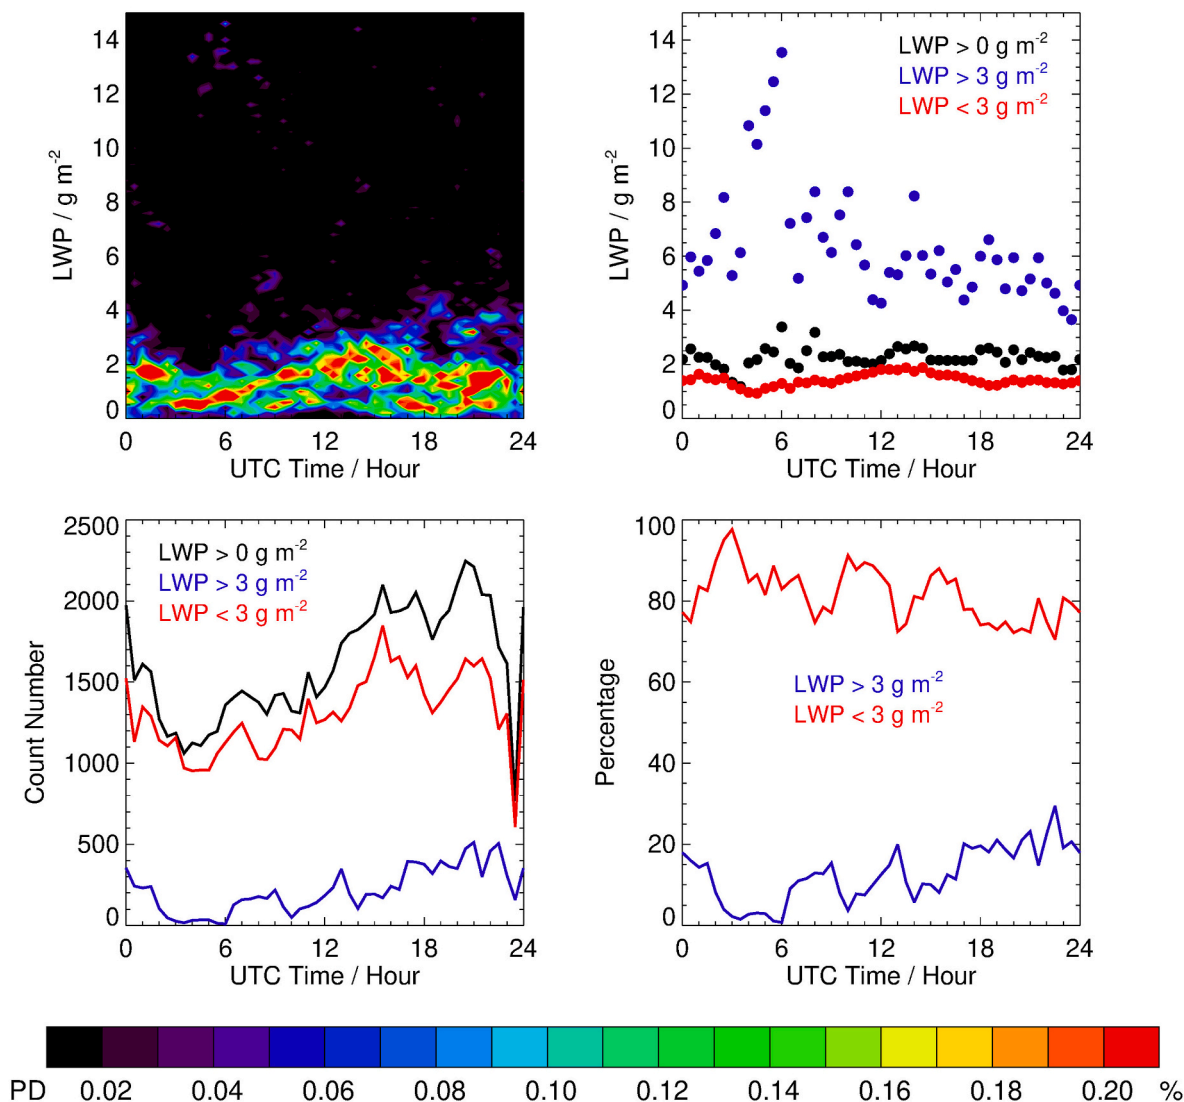 LWP / g m-2
14
12
10
8
6
4
2
0
0 6 12 18 24
UTC Time / Hour
LWP / g m-2
14
12
10
8
6
4
2
0
LWP > 0 g m-2
LWP > 3 g m-2
LWP < 3 g m-2
0 6 12 18 24
UTC Time / Hour
Count Number
2500
2000
1500
1000
500
0
LWP > 0 g m-2
LWP > 3 g m-2
LWP < 3 g m-2
0 6 12 18 24
UTC Time / Hour
Percentage
100
80
60
40
20
0
LWP > 3 g m-2
LWP < 3 g m-2
0 6 12 18 24
UTC Time / Hour
PD 0.02 0.04 0.06 0.08 0.10 0.12 0.14 0.16 0.18 0.20 %